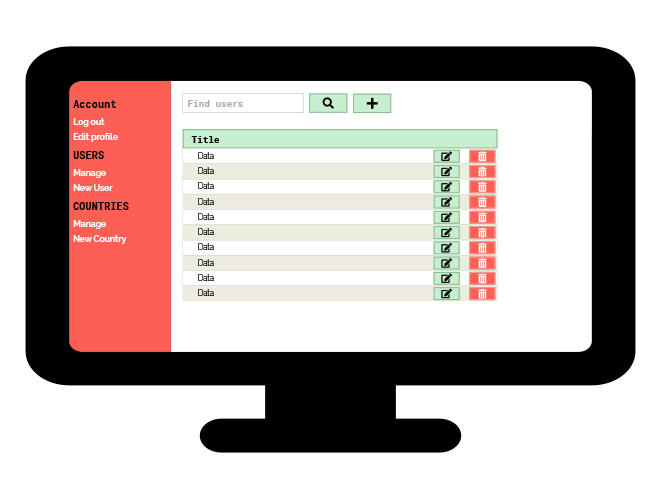 Account
Log out
Edit profile
USERS
Manage
New User
COUNTRIES
Manage
New Country
Find users
Title
Data
Data
Data
Data
Data
Data
Data
Data
Data
Data